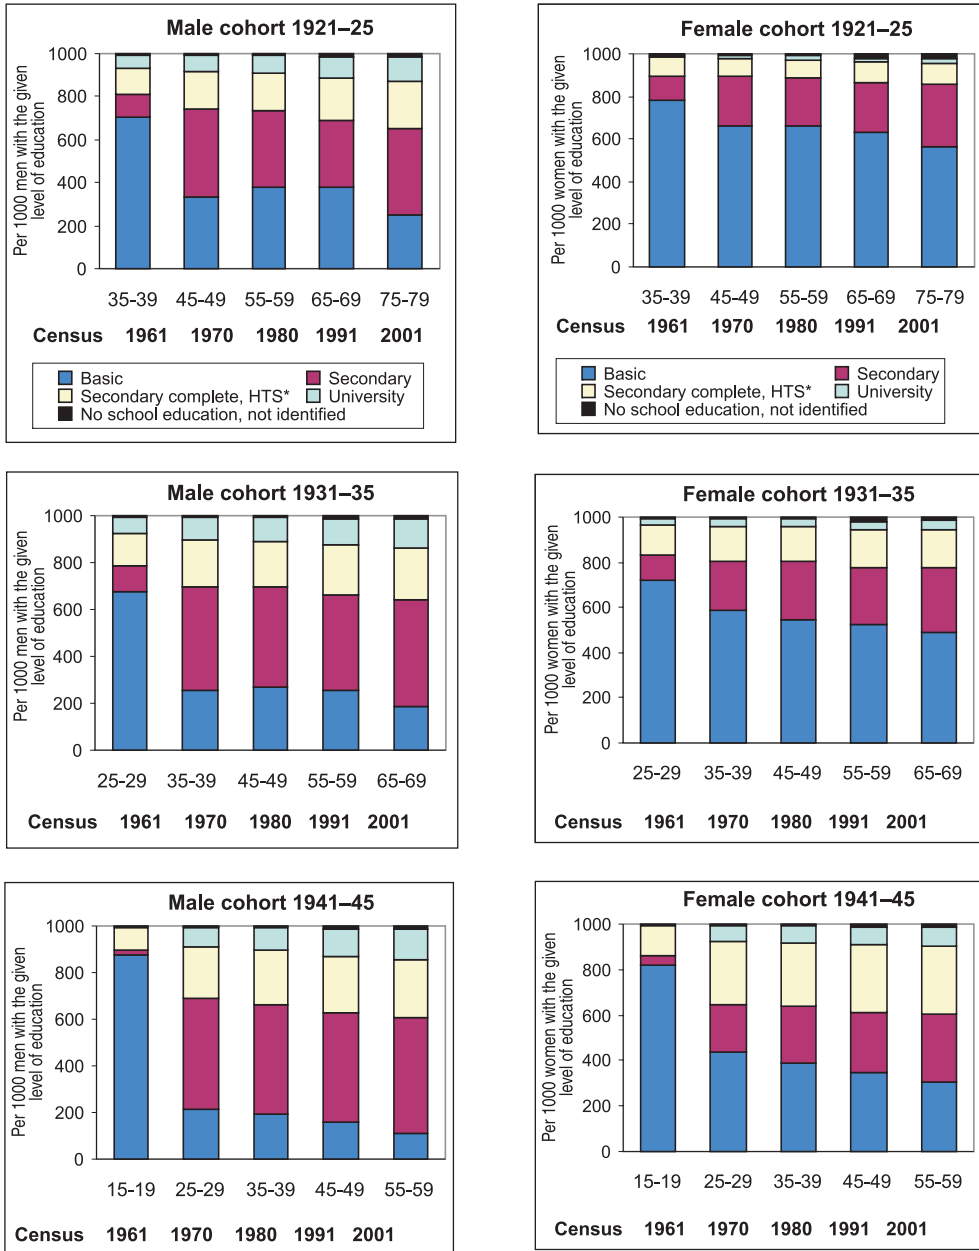 Male cohort 1921–25
Per 1000 men with the given
level of education
1000
800
600
400
200
0
35-39 45-49 55-59 65-69 75-79
Census 1961 1970 1980 1991 2001
Basic Secondary
Secondary complete, HTS* University
No school education, not identified
Female cohort 1921–25
Per 1000 women with the given
level of education
1000
800
600
400
200
0
35-39 45-49 55-59 65-69 75-79
Census 1961 1970 1980 1991 2001
Basic Secondary
Secondary complete, HTS* University
No school education, not identified
Male cohort 1931–35
Per 1000 men with the given
level of education
1000
800
600
400
200
0
25-29 35-39 45-49 55-59 65-69
Census 1961 1970 1980 1991 2001
Female cohort 1931–35
Per 1000 women with the given
level of education
1000
800
600
400
200
0
25-29 35-39 45-49 55-59 65-69
Census 1961 1970 1980 1991 2001
Male cohort 1941–45
Per 1000 men with the given
level of education
1000
800
600
400
200
0
15-19 25-29 35-39 45-49 55-59
Census 1961 1970 1980 1991 2001
Female cohort 1941–45
Per 1000 women with the given
level of education
1000
800
600
400
200
0
15-19 25-29 35-39 45-49 55-59
Census 1961 1970 1980 1991 2001